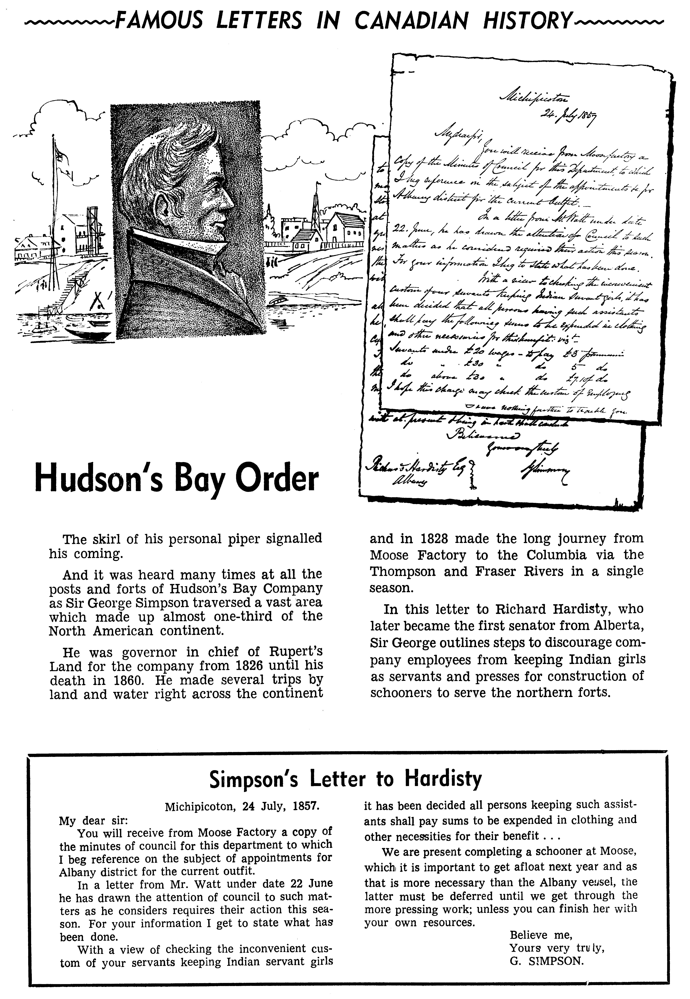 FAMOUS LETTERS IN CANADIAN HISTORY
Michipicoton
24. July 1857
My dear Sir,
You will receive from Moose factory a
copy of the Minutes of Council for this Department, to which
I beg reference on the subject of the appointments &c. for
Albany district for the current Outfit. —
In a letter from Mr Watt under date
22. June, he has drawn the attention of Council to such
matters as he considered required their action this season.
For your information I beg to state what has been done.
With a view to checking the inconvenient
custom of our servants keeping Indian servant girls, it has
been decided that all persons having such assistants
shall pay the following sums to be expended in clothing
and other necessaries for their benefit: vizt—
Servants under £20 wages – to pay £3 per annum
do " £30 " do 5 do
do above £30 " do £7.10/ do
I hope this charge may check the custom of employing
to
at
the
wit
he
the
I have nothing further to trouble you
with at present & being in haste shall conclude
Believe me
Yours very truly
GSimpson
Richard Hardisty Esq
Albany
Hudson's Bay Order
The skirl of his personal piper signalled
his coming.
And it was heard many times at all the
posts and forts of Hudson's Bay Company
as Sir George Simpson traversed a vast area
which made up almost one-third of the
North American continent.
He was governor in chief of Rupert's
Land for the company from 1826 until his
death in 1860. He made several trips by
land and water right across the continent
and in 1828 made the long journey from
Moose Factory to the Columbia via the
Thompson and Fraser Rivers in a single
season.
In this letter to Richard Hardisty, who
later became the first senator from Alberta,
Sir George outlines steps to discourage com-
pany employees from keeping Indian girls
as servants and presses for construction of
schooners to serve the northern forts.
Simpson's Letter to Hardisty
Michipicoton, 24 July, 1857.
My dear sir:
You will receive from Moose Factory a copy of
the minutes of council for this department to which
I beg reference on the subject of appointments for
Albany district for the current outfit.
In a letter from Mr. Watt under date 22 June
he has drawn the attention of council to such mat-
ters as he considers requires their action this sea-
son. For your information I get to state what has
been done.
With a view of checking the inconvenient cus-
tom of your servants keeping Indian servant girls
it has been decided all persons keeping such assist-
ants shall pay sums to be expended in clothing and
other necessities for their benefit . . .
We are present completing a schooner at Moose,
which it is important to get afloat next year and as
that is more necessary than the Albany vessel, the
latter must be deferred until we get through the
more pressing work; unless you can finish her with
your own resources.
Believe me,
Yours very truly,
G. SIMPSON.